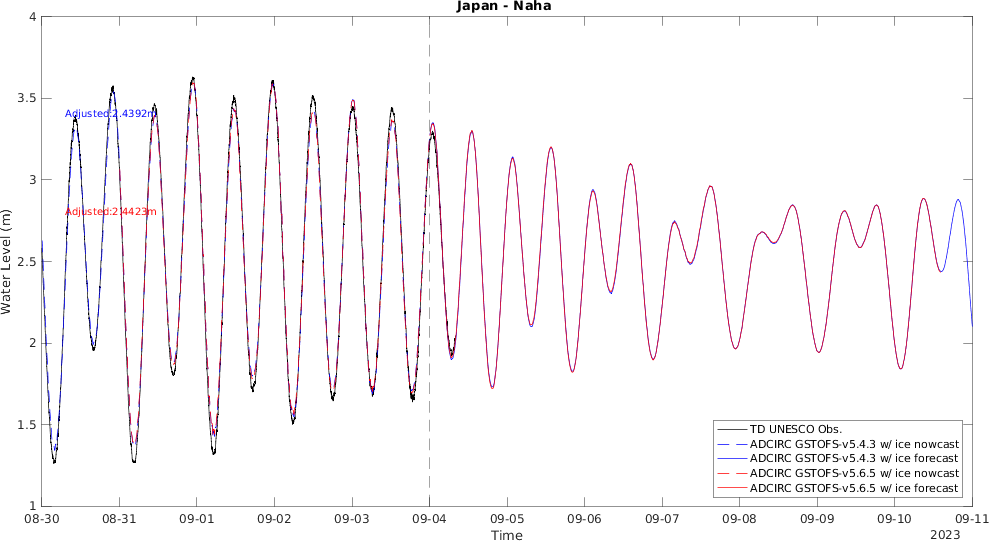 Japan - Naha
4
3.5
3
2.5
2
1.5
1
Water Level (m)
Adjusted:2.4392m
Adjusted:2.4423m
TD UNESCO Obs.
ADCIRC GSTOFS-v5.4.3 w/ ice nowcast
ADCIRC GSTOFS-v5.4.3 w/ ice forecast
ADCIRC GSTOFS-v5.6.5 w/ ice nowcast
ADCIRC GSTOFS-v5.6.5 w/ ice forecast
08-30 08-31 09-01 09-02 09-03 09-04 09-05 09-06 09-07 09-08 09-09 09-10 09-11
Time
2023